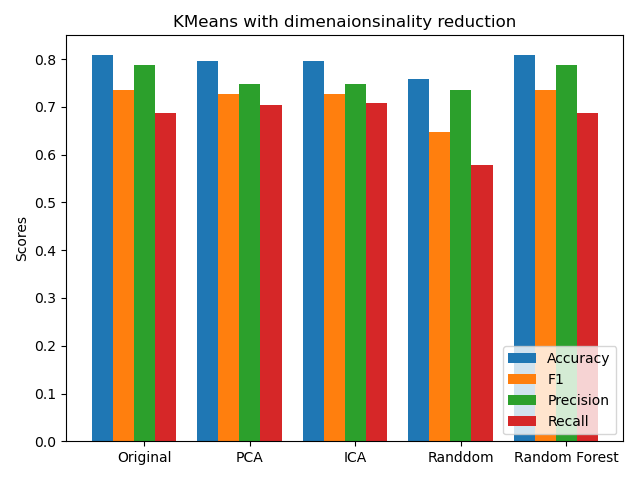 KMeans with dimenaionsinality reduction
Scores
0.8
0.7
0.6
0.5
0.4
0.3
0.2
0.1
0.0
Accuracy
F1
Precision
Recall
Original PCA ICA Randdom Random Forest